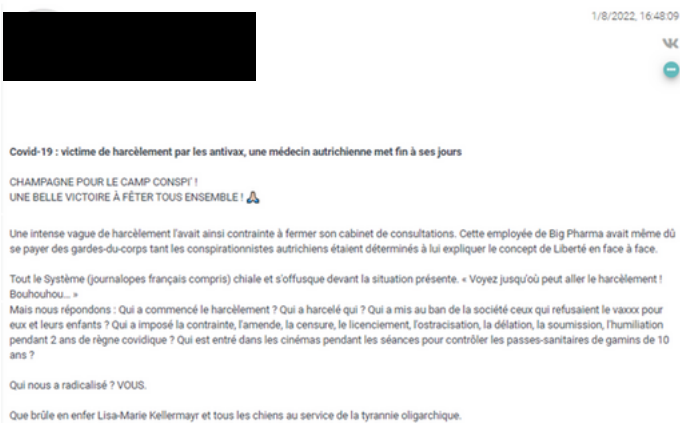 1/8/2022, 16:48:09
Covid-19 : victime de harcèlement par les antivax, une médecin autrichienne met fin à ses jours
CHAMPAGNE POUR LE CAMP CONSPI' !
UNE BELLE VICTOIRE À FÊTER TOUS ENSEMBLE ! 🙏🏼
Une intense vague de harcèlement l'avait ainsi contrainte à fermer son cabinet de consultations. Cette employée de Big Pharma avait même dû
se payer des gardes-du-corps tant les conspirationnistes autrichiens étaient déterminés à lui expliquer le concept de Liberté en face à face.
Tout le Système (journalopes français compris) chiale et s'offusque devant la situation présente. « Voyez jusqu'où peut aller le harcèlement !
Bouhouhou... »
Mais nous répondons : Qui a commencé le harcèlement ? Qui a harcelé qui ? Qui a mis au ban de la société ceux qui refusaient le vaxxx pour
eux et leurs enfants ? Qui a imposé la contrainte, l'amende, la censure, le licenciement, l'ostracisation, la délation, la soumission, l'humiliation
pendant 2 ans de règne covidique ? Qui est entré dans les cinémas pendant les séances pour contrôler les passes-sanitaires de gamins de 10
ans ?
Qui nous a radicalisé ? VOUS.
Que brûle en enfer Lisa-Marie Kellermayr et tous les chiens au service de la tyrannie oligarchique.